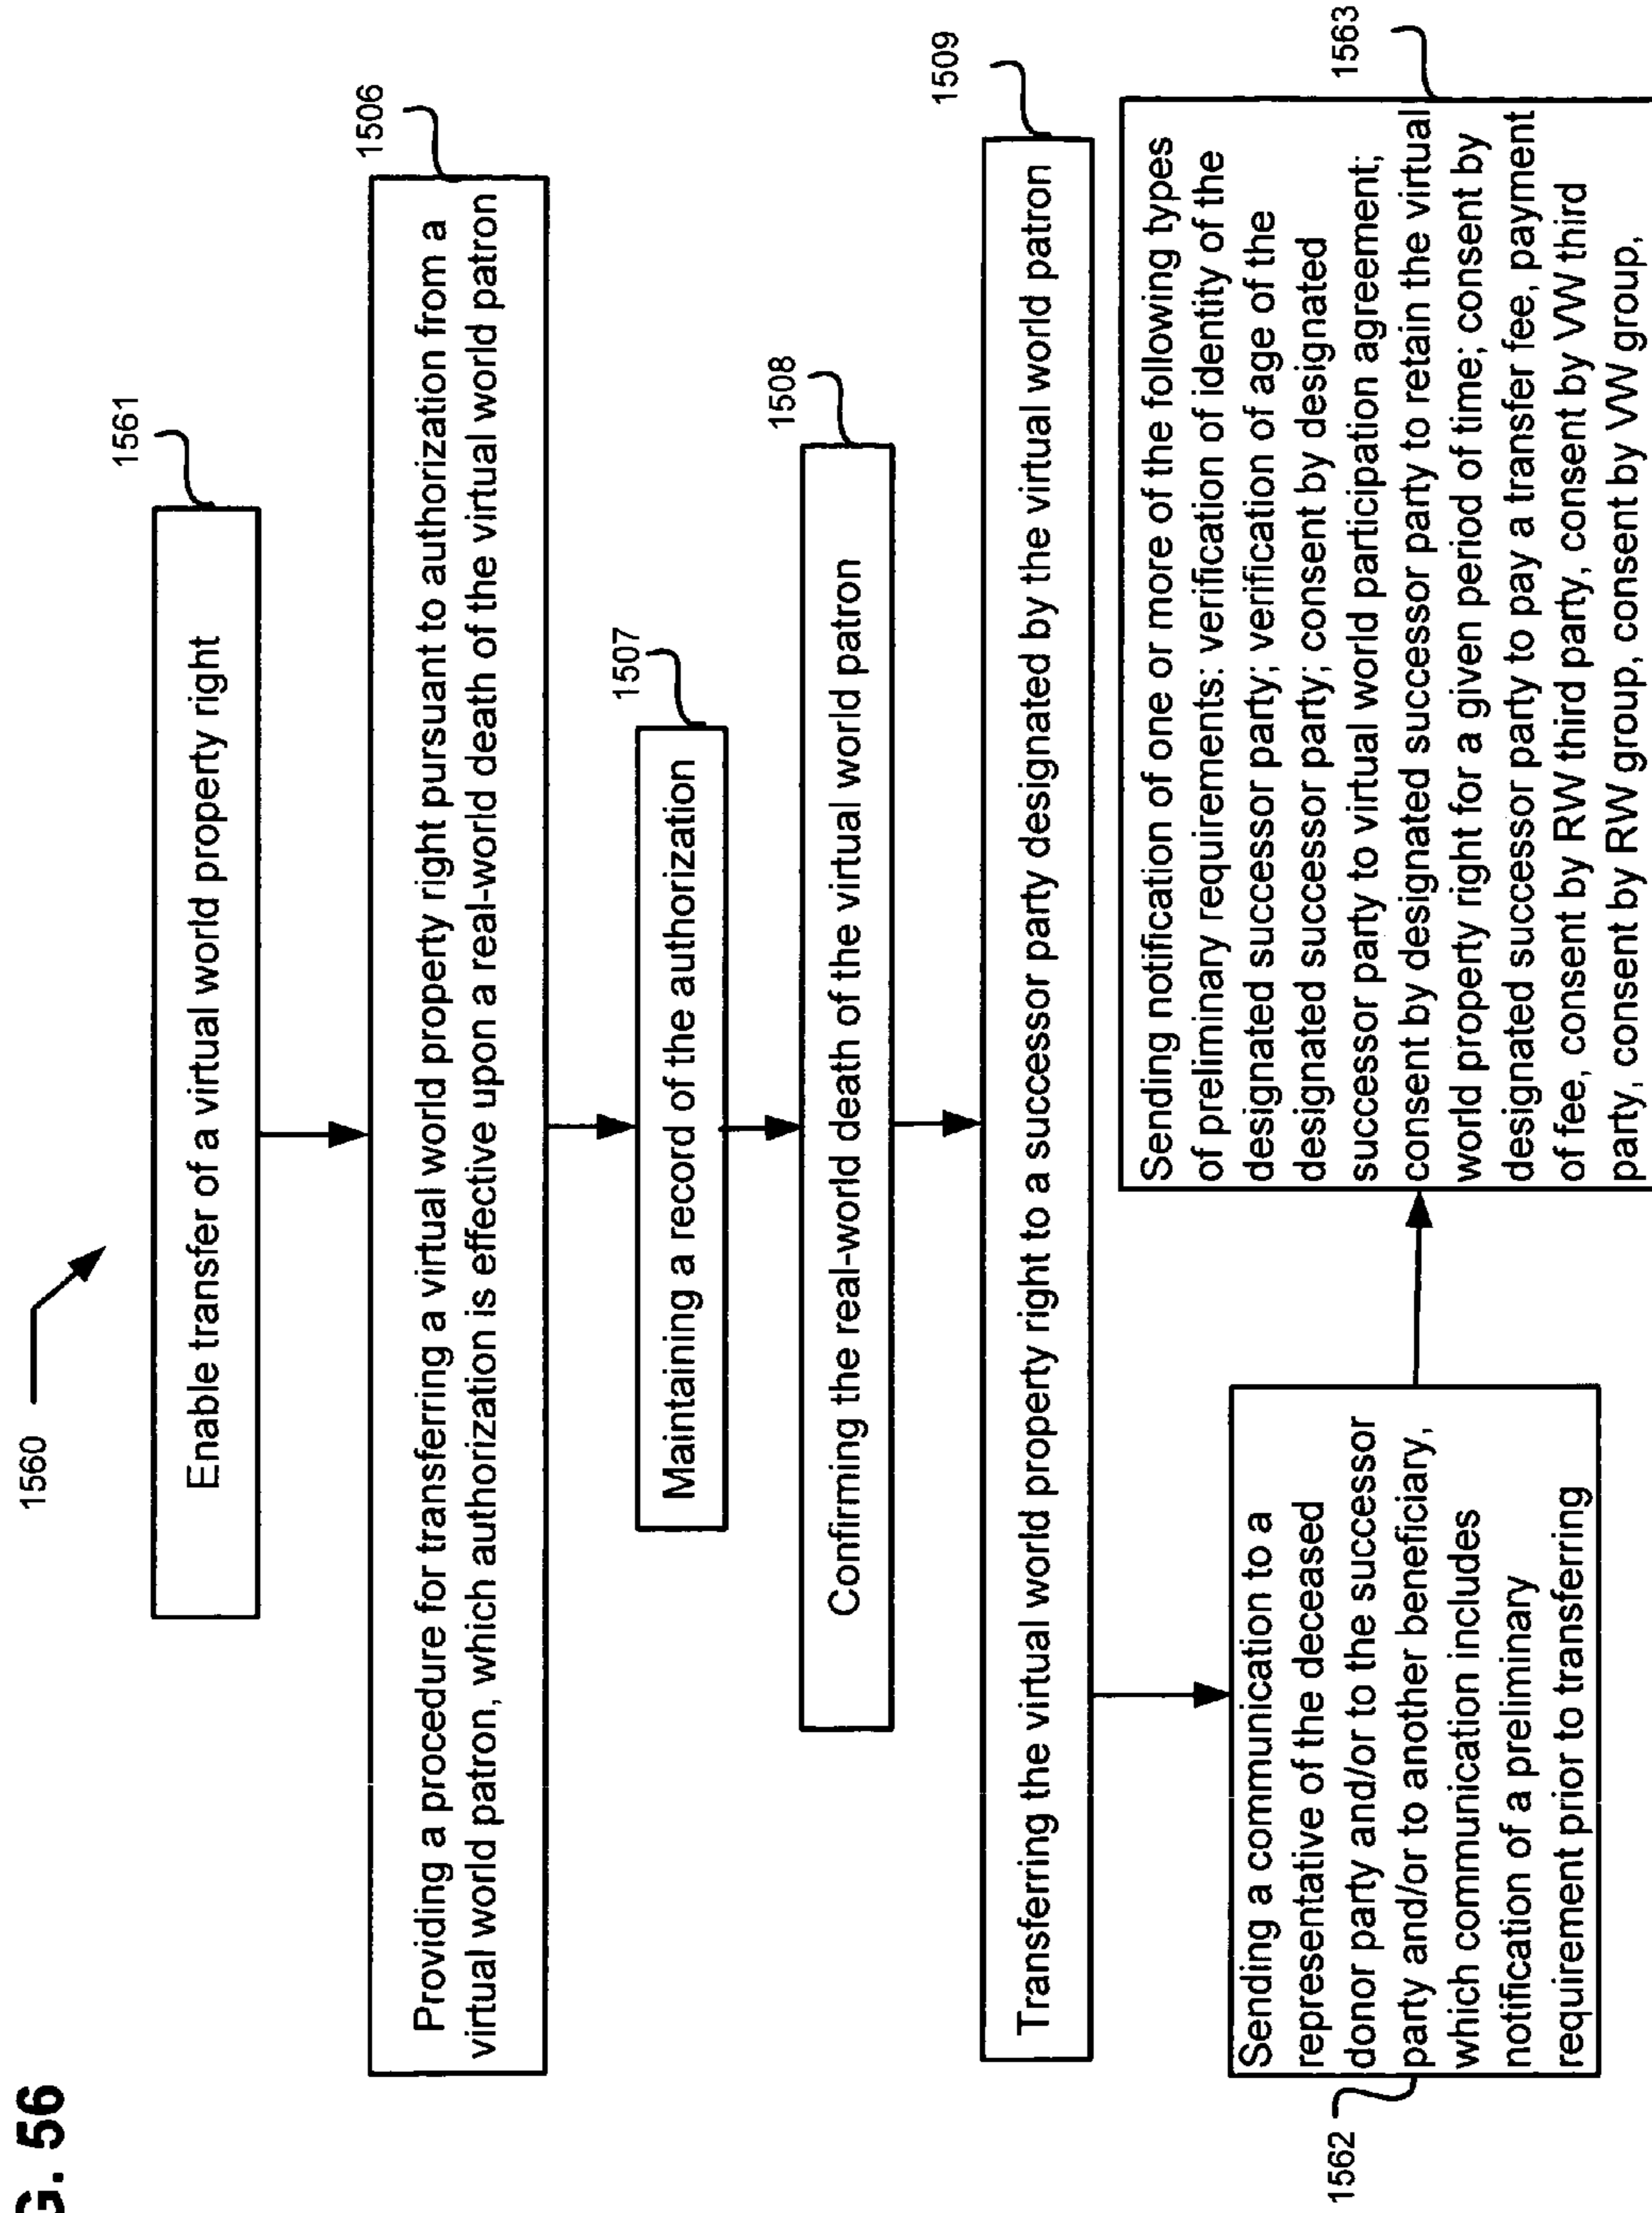 G. 56
1560
1561
Enable transfer of a virtual world property right
1506
Providing a procedure for transferring a virtual world property right pursuant to authorization from a
virtual world patron, which authorization is effective upon a real-world death of the virtual world patron
1507
Maintaining a record of the authorization
1508
Confirming the real-world death of the virtual world patron
1509
Transferring the virtual world property right to a successor party designated by the virtual world patron
1562
Sending a communication to a
representative of the deceased
donor party and/or to the successor
party and/or to another beneficiary,
which communication includes
notification of a preliminary
requirement prior to transferring
1563
Sending notification of one or more of the following types
of preliminary requirements: verification of identity of the
designated successor party; verification of age of the
designated successor party; consent by designated
successor party to virtual world participation agreement;
consent by designated successor party to retain the virtual
world property right for a given period of time; consent by
designated successor party to pay a transfer fee, payment
of fee, consent by RW third party, consent by VW third
party, consent by RW group, consent by VW group,